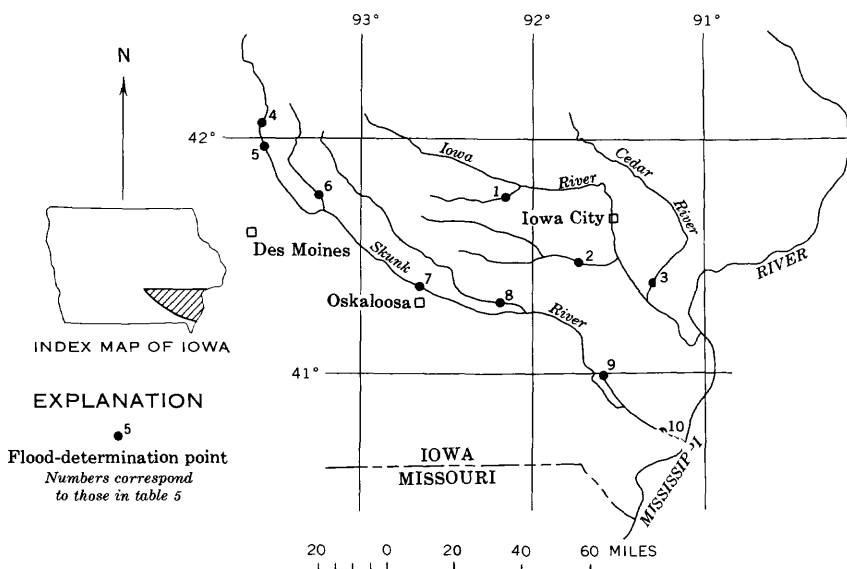 93° 92° 91°
N
4
42°
5
Iowa
Cedar
6
1
River
Iowa City
River
Des Moines
Skunk
2
RIVER
3
7
Oskaloosa
8
River
INDEX MAP OF IOWA
9
41°
EXPLANATION
5
10
Flood-determination point
Numbers correspond
to those in table 5
IOWA
MISSOURI
MISSISSIPPI
20 0 20 40 60 MILES